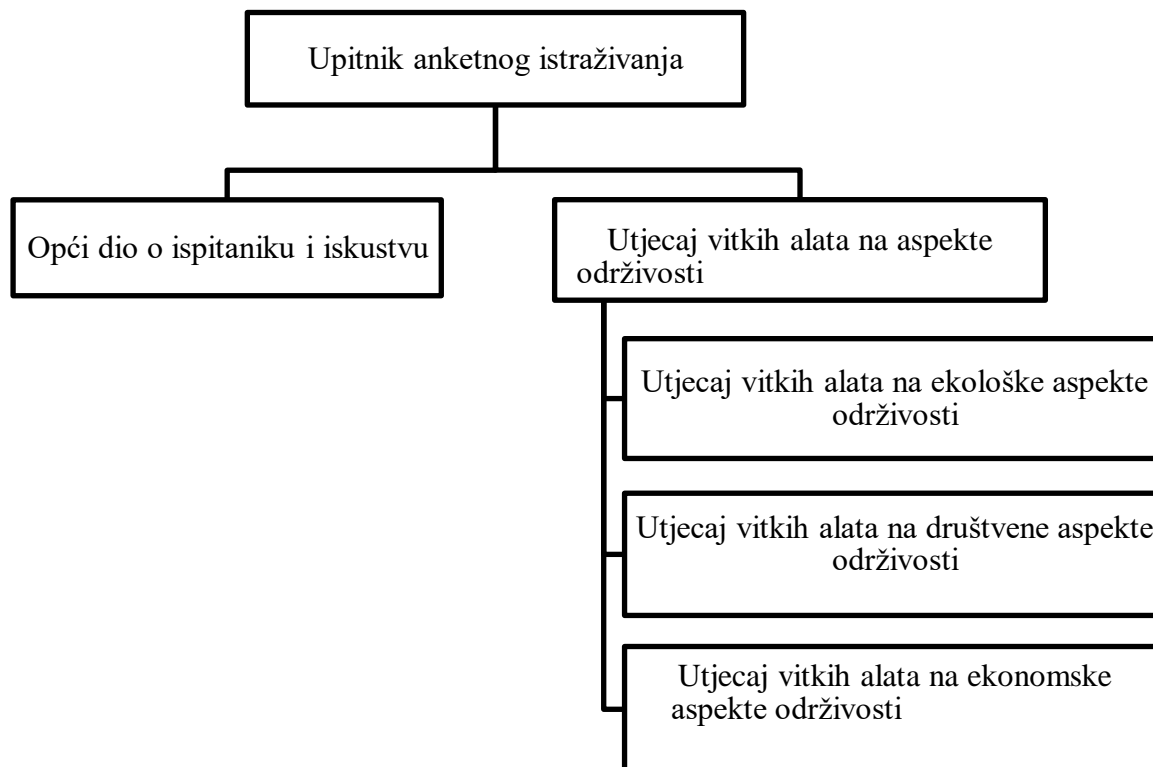 Upitnik anketnog istraživanja
Opći dio o ispitaniku i iskustvu
Utjecaj vitkih alata na aspekte
održivosti
Utjecaj vitkih alata na ekološke aspekte
održivosti
Utjecaj vitkih alata na društvene aspekte
održivosti
Utjecaj vitkih alata na ekonomske
aspekte održivosti